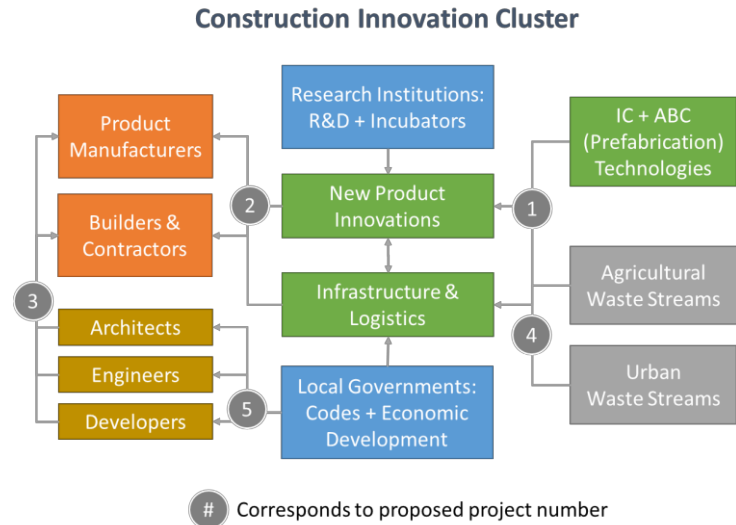 Construction Innovation Cluster
Research Institutions:
R&D + Incubators
Product
Manufacturers
IC + ABC
(Prefabrication)
Technologies
2
New Product
Innovations
1
Builders &
Contractors
Agricultural
Waste Streams
3
Infrastructure &
Logistics
4
Architects
Engineers
Developers
5
Local Governments:
Codes + Economic
Development
Urban
Waste Streams
# Corresponds to proposed project number